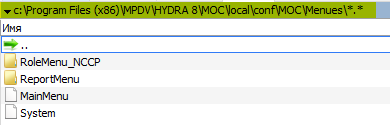 c:\Program Files (x86)\MPDV\HYDRA 8\MOC\local\conf\MOC\Menues\*.*
Имя
..
RoleMenu_NCCP
ReportMenu
MainMenu
System